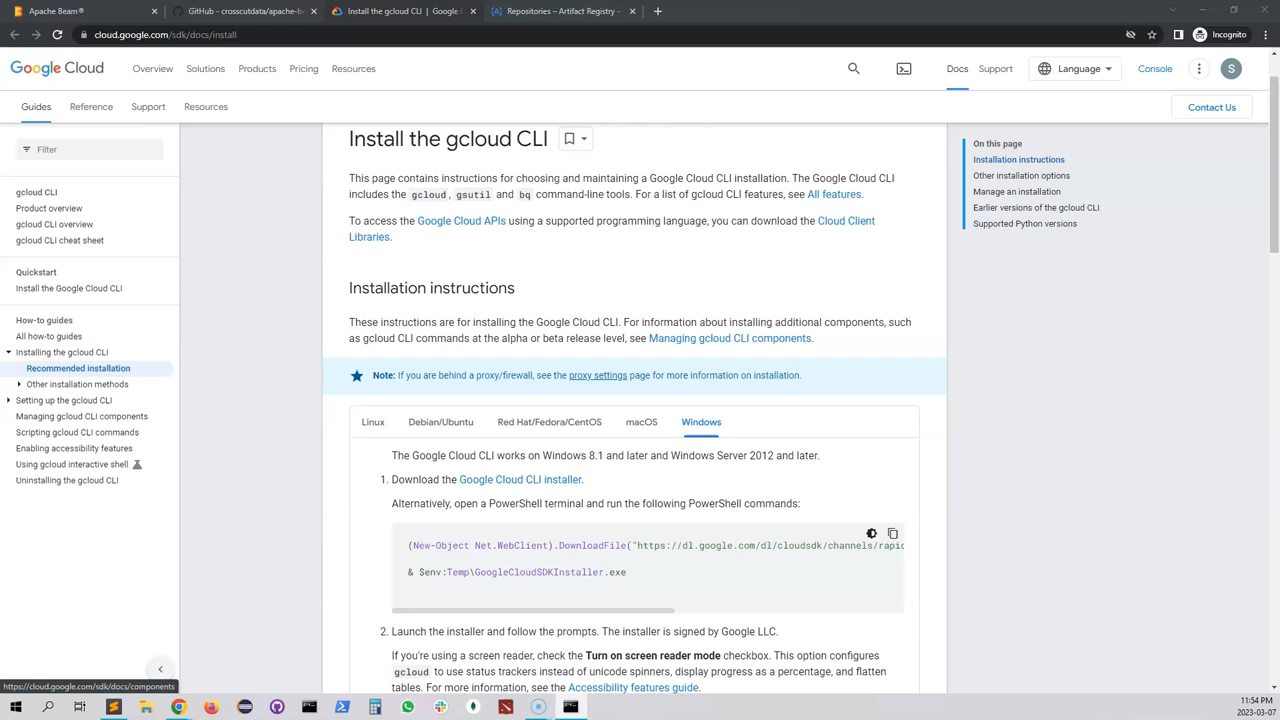 Apache Beam®
GitHub - crosscutdata/apache-b
Install the gcloud CLI | Google
Repositories – Artifact Registry –
cloud.google.com/sdk/docs/install
Incognito
Google Cloud
Overview
Solutions
Products
Pricing
Resources
Docs
Support
Language
Console
S
Guides
Reference
Support
Resources
Contact Us
Filter
gcloud CLI
Product overview
gcloud CLI overview
gcloud CLI cheat sheet
Quickstart
Install the Google Cloud CLI
How-to guides
All how-to guides
Installing the gcloud CLI
Recommended installation
Other installation methods
Setting up the gcloud CLI
Managing gcloud CLI components
Scripting gcloud CLI commands
Enabling accessibility features
Using gcloud interactive shell
Uninstalling the gcloud CLI
Install the gcloud CLI
This page contains instructions for choosing and maintaining a Google Cloud CLI installation. The Google Cloud CLI
includes the gcloud, gsutil and bq command-line tools. For a list of gcloud CLI features, see All features.
To access the Google Cloud APIs using a supported programming language, you can download the Cloud Client
Libraries.
Installation instructions
These instructions are for installing the Google Cloud CLI. For information about installing additional components, such
as gcloud CLI commands at the alpha or beta release level, see Managing gcloud CLI components.
Note: If you are behind a proxy/firewall, see the proxy settings page for more information on installation.
Linux
Debian/Ubuntu
Red Hat/Fedora/CentOS
macOS
Windows
The Google Cloud CLI works on Windows 8.1 and later and Windows Server 2012 and later.
1. Download the Google Cloud CLI installer.
Alternatively, open a PowerShell terminal and run the following PowerShell commands:
(New-Object Net.WebClient).DownloadFile("https://dl.google.com/dl/cloudsdk/channels/rapid
& $env:Temp\GoogleCloudSDKInstaller.exe
2. Launch the installer and follow the prompts. The installer is signed by Google LLC.
If you're using a screen reader, check the Turn on screen reader mode checkbox. This option configures
gcloud to use status trackers instead of unicode spinners, display progress as a percentage, and flatten
tables. For more information, see the Accessibility features guide.
On this page
Installation instructions
Other installation options
Manage an installation
Earlier versions of the gcloud CLI
Supported Python versions
https://cloud.google.com/sdk/docs/components
11:54 PM
2023-03-07